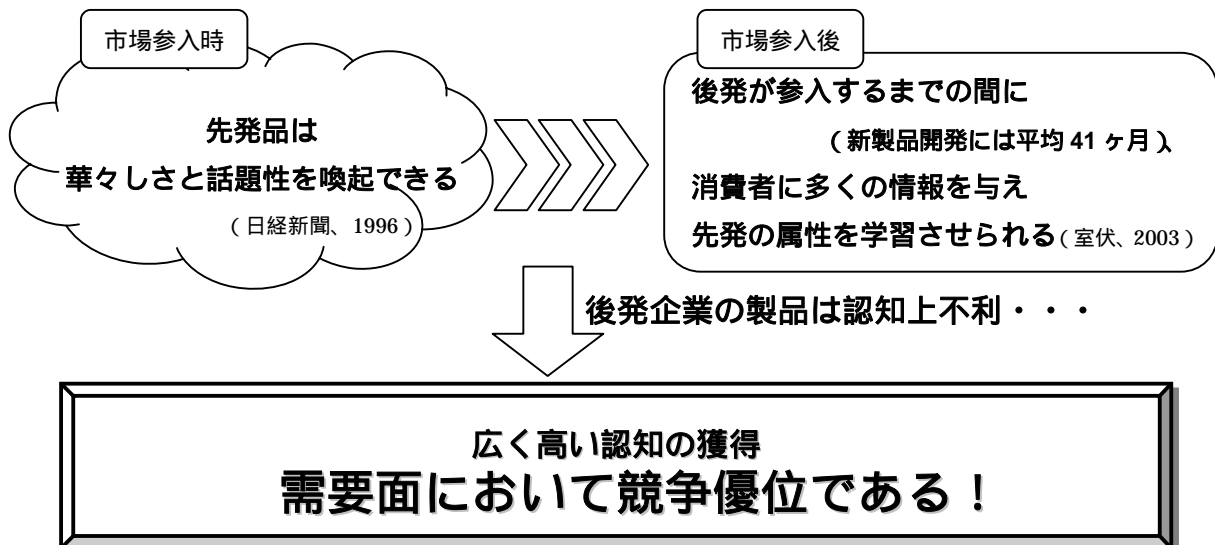 市場参入時
先発品は
華々しさと話題性を喚起できる
（日経新聞、1996）
市場参入後
後発が参入するまでの間に
（新製品開発には平均 41 ヶ月）、
消費者に多くの情報を与え
先発の属性を学習させられる（室伏、2003）
後発企業の製品は認知上不利・・・
広く高い認知の獲得
需要面において競争優位である！